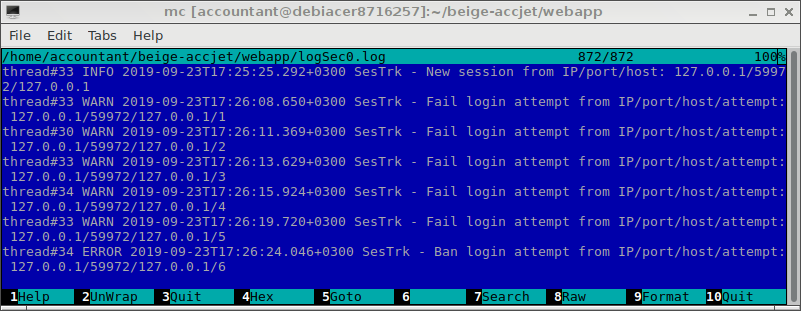 mc [accountant@debiacer8716257]:~/beige-accjet/webapp
File Edit Tabs Help
/home/accountant/beige-accjet/webapp/logSec0.log 872/872 100%
thread#33 INFO 2019-09-23T17:25:25.292+0300 SesTrk - New session from IP/port/host: 127.0.0.1/5997
2/127.0.0.1
thread#33 WARN 2019-09-23T17:26:08.650+0300 SesTrk - Fail login attempt from IP/port/host/attempt:
127.0.0.1/59972/127.0.0.1/1
thread#30 WARN 2019-09-23T17:26:11.369+0300 SesTrk - Fail login attempt from IP/port/host/attempt:
127.0.0.1/59972/127.0.0.1/2
thread#33 WARN 2019-09-23T17:26:13.629+0300 SesTrk - Fail login attempt from IP/port/host/attempt:
127.0.0.1/59972/127.0.0.1/3
thread#34 WARN 2019-09-23T17:26:15.924+0300 SesTrk - Fail login attempt from IP/port/host/attempt:
127.0.0.1/59972/127.0.0.1/4
thread#33 WARN 2019-09-23T17:26:19.720+0300 SesTrk - Fail login attempt from IP/port/host/attempt:
127.0.0.1/59972/127.0.0.1/5
thread#34 ERROR 2019-09-23T17:26:24.046+0300 SesTrk - Ban login attempt from IP/port/host/attempt:
127.0.0.1/59972/127.0.0.1/6
1Help 2UnWrap 3Quit 4Hex 5Goto 6 7Search 8Raw 9Format 10Quit